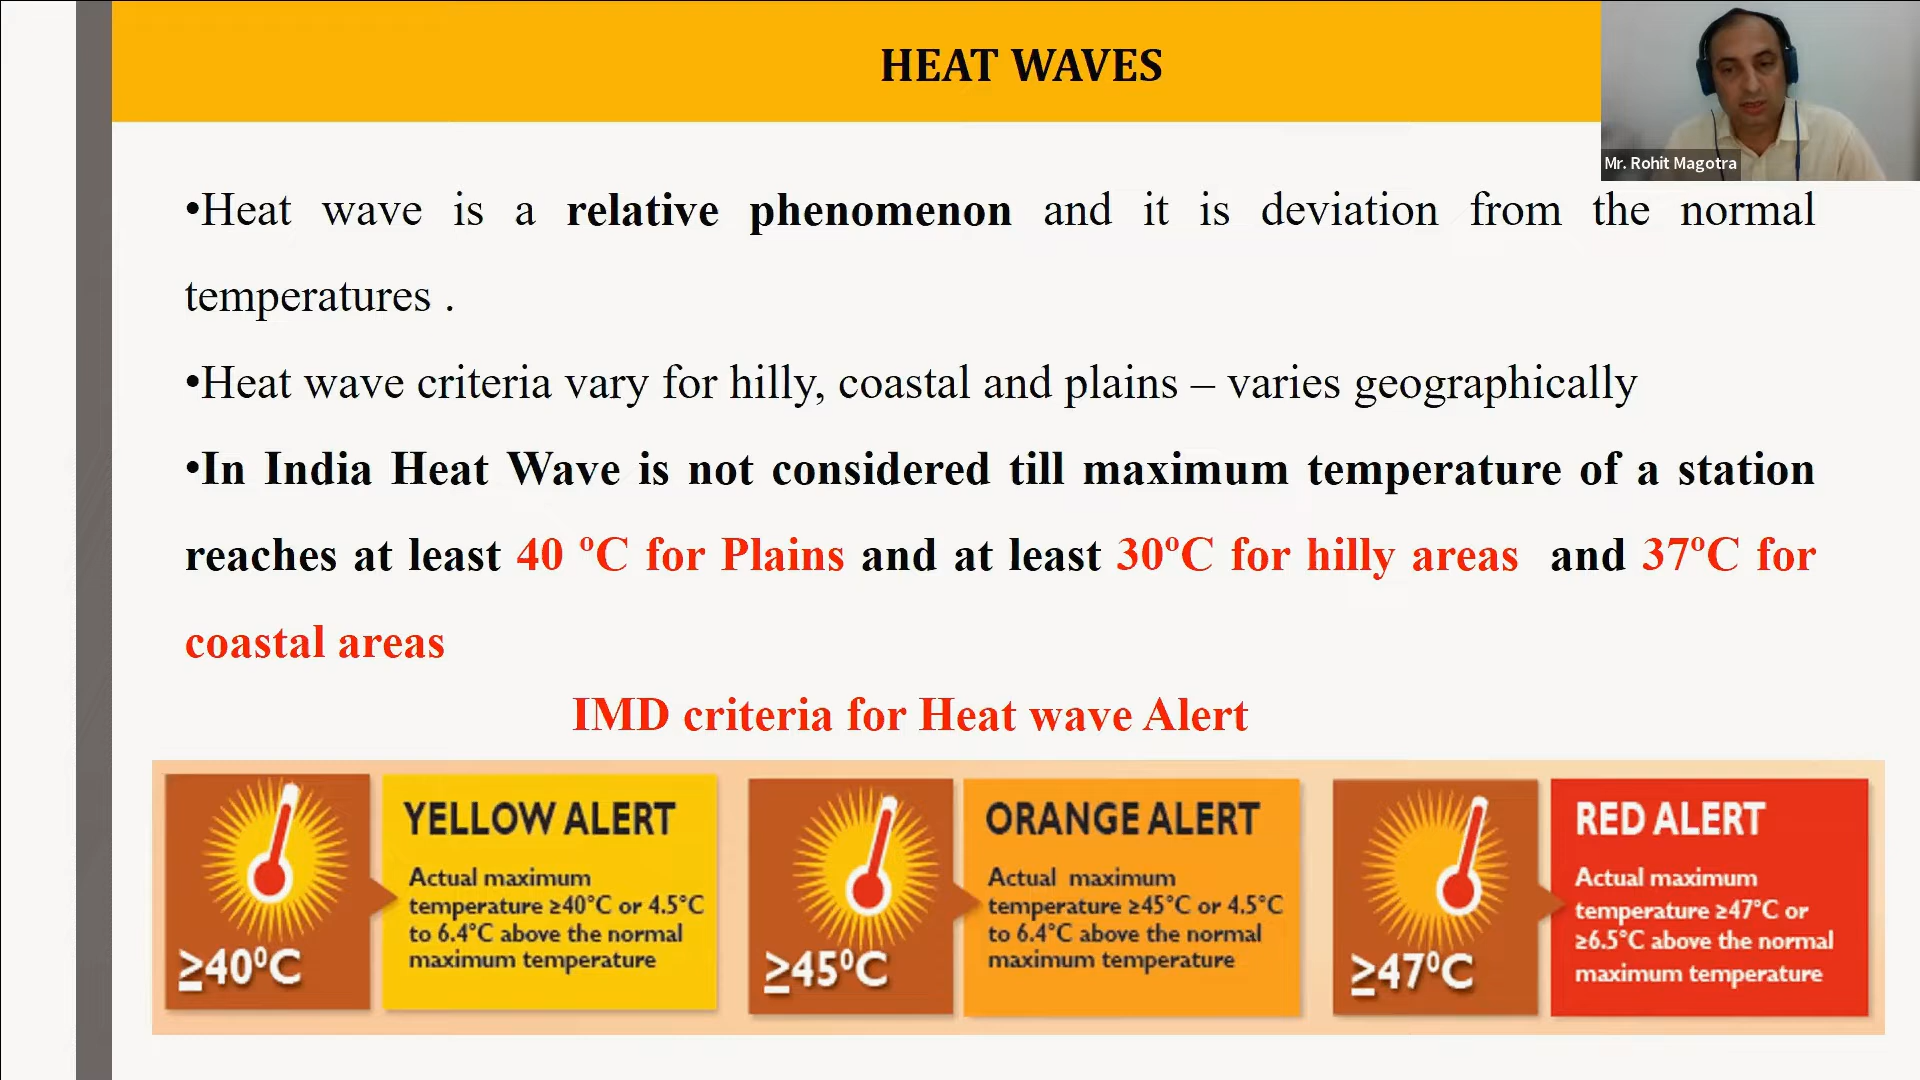 HEAT WAVES
Mr. Rohit Magotra
•Heat wave is a relative phenomenon and it is deviation from the normal
temperatures .
•Heat wave criteria vary for hilly, coastal and plains – varies geographically
•In India Heat Wave is not considered till maximum temperature of a station
reaches at least 40 ºC for Plains and at least 30ºC for hilly areas and 37ºC for
coastal areas
IMD criteria for Heat wave Alert
≥40⁰C
YELLOW ALERT
Actual maximum
temperature ≥40°C or 4.5°C
to 6.4°C above the normal
maximum temperature
≥45⁰C
ORANGE ALERT
Actual maximum
temperature ≥45°C or 4.5°C
to 6.4°C above the normal
maximum temperature
≥47⁰C
RED ALERT
Actual maximum
temperature ≥47°C or
≥6.5°C above the normal
maximum temperature